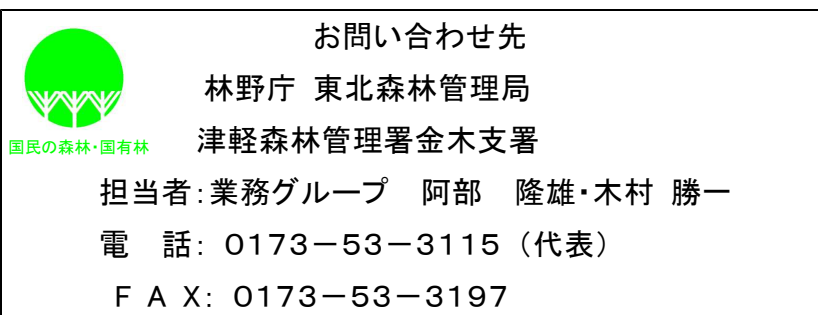 お問い合わせ先
林野庁 東北森林管理局
国民の森林・国有林
津軽森林管理署金木支署
担当者:業務グループ　阿部　隆雄・木村 勝一
電　話: 0173-53-3115 (代表)
FAX: 0173-53-3197